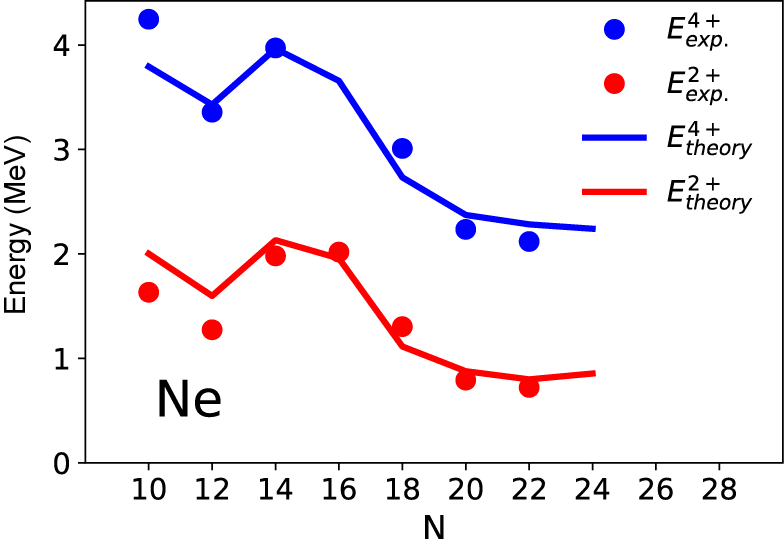 4
3
2
1
0
Energy (MeV)
E^{4+}_{exp.}
E^{2+}_{exp.}
E^{4+}_{theory}
E^{2+}_{theory}
Ne
10 12 14 16 18 20 22 24 26 28
N